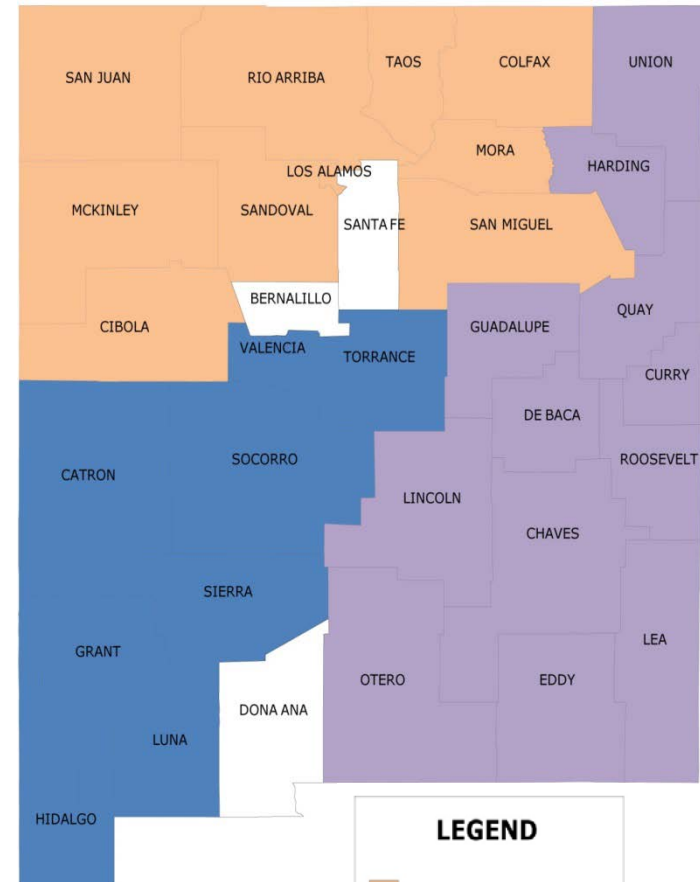 TAOS
COLFAX
UNION
SAN JUAN
RIO ARRIBA
MORA
HARDING
LOS ALAMOS
MCKINLEY
SANDOVAL
SANTA FE
SAN MIGUEL
BERNALILLO
QUAY
CIBOLA
GUADALUPE
VALENCIA
TORRANCE
CURRY
DE BACA
SOCORRO
ROOSEVELT
CATRON
LINCOLN
CHAVES
SIERRA
LEA
GRANT
OTERO
EDDY
DONA ANA
LUNA
HIDALGO
LEGEND